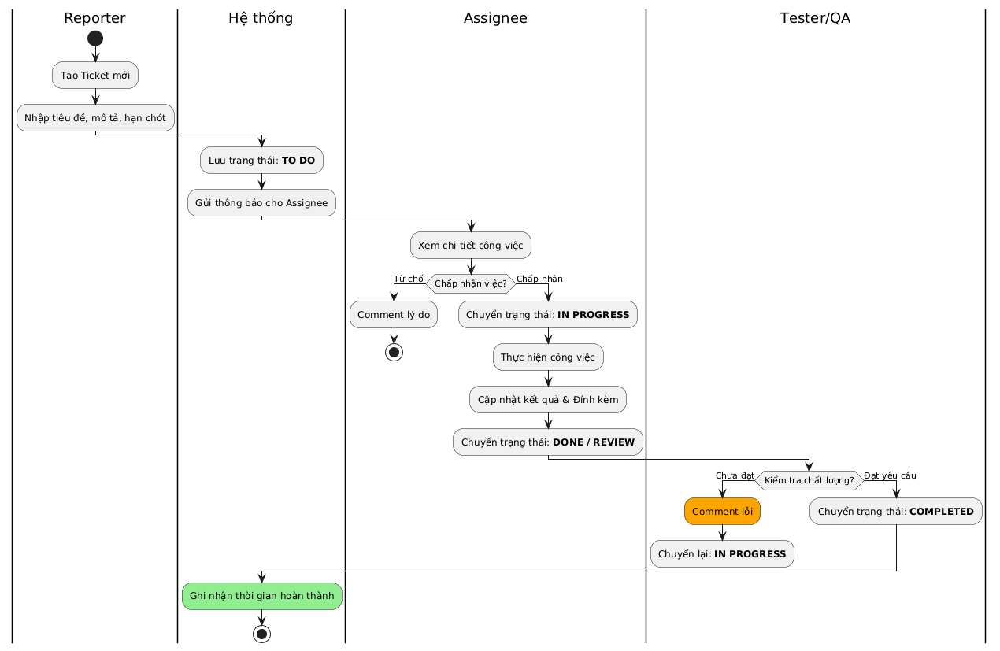 Reporter
Hệ thống
Assignee
Tester/QA
Tạo Ticket mới
Nhập tiêu đề, mô tả, hạn chót
Lưu trạng thái: TO DO
Gửi thông báo cho Assignee
Xem chi tiết công việc
Chấp nhận việc?
Từ chối
Chấp nhận
Comment lý do
Chuyển trạng thái: IN PROGRESS
Thực hiện công việc
Cập nhật kết quả & Đính kèm
Chuyển trạng thái: DONE / REVIEW
Kiểm tra chất lượng?
Chưa đạt
Đạt yêu cầu
Comment lỗi
Chuyển trạng thái: COMPLETED
Chuyển lại: IN PROGRESS
Ghi nhận thời gian hoàn thành